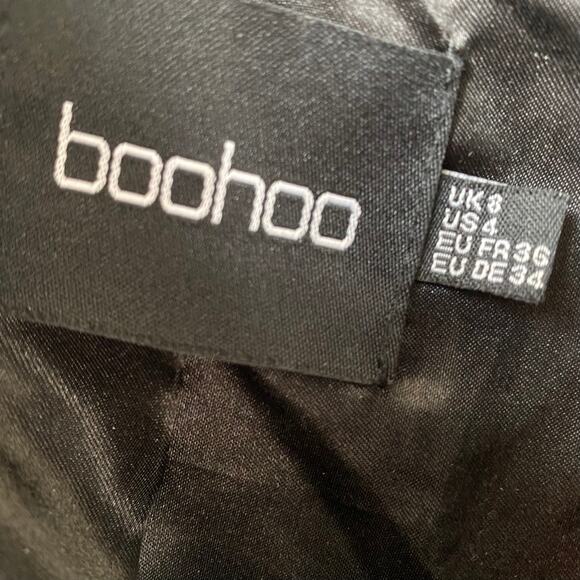 boohoo
UK 8
US 4
EU FR 36
EU DE 34